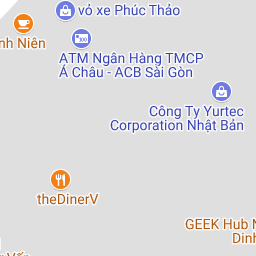 vỏ xe Phúc Thảo
nh Niên
ATM Ngân Hàng TMCP
Á Châu - ACB Sài Gòn
Công Ty Yurtec
Corporation Nhật Bản
theDinerV
GEEK Hub N
Dinh